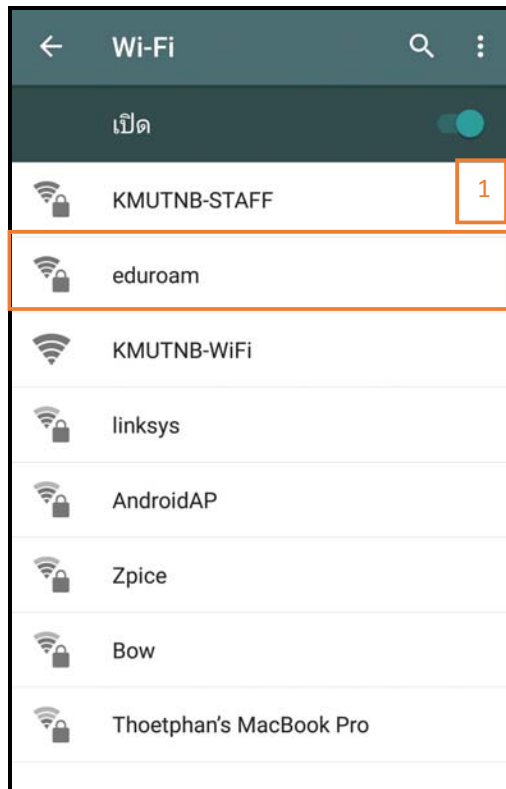 Wi-Fi
เปิด
KMUTNB-STAFF
1
eduroam
KMUTNB-WiFi
linksys
AndroidAP
Zpice
Bow
Thoetphan's MacBook Pro